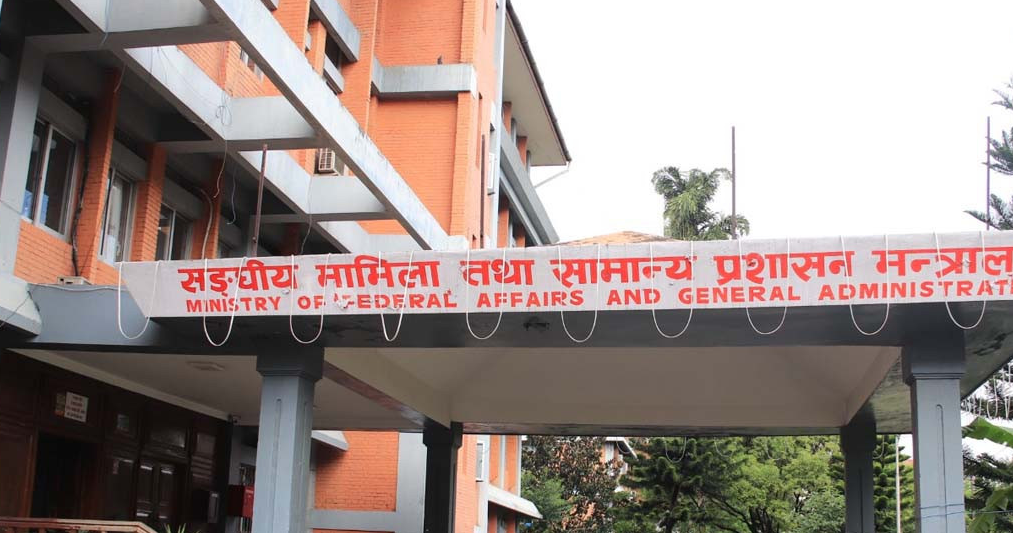 सङ्घीय मामिला तथा सामान्य प्रशासन मन्त्राल
MINISTRY OF FEDERAL AFFAIRS AND GENERAL ADMINISTRAT